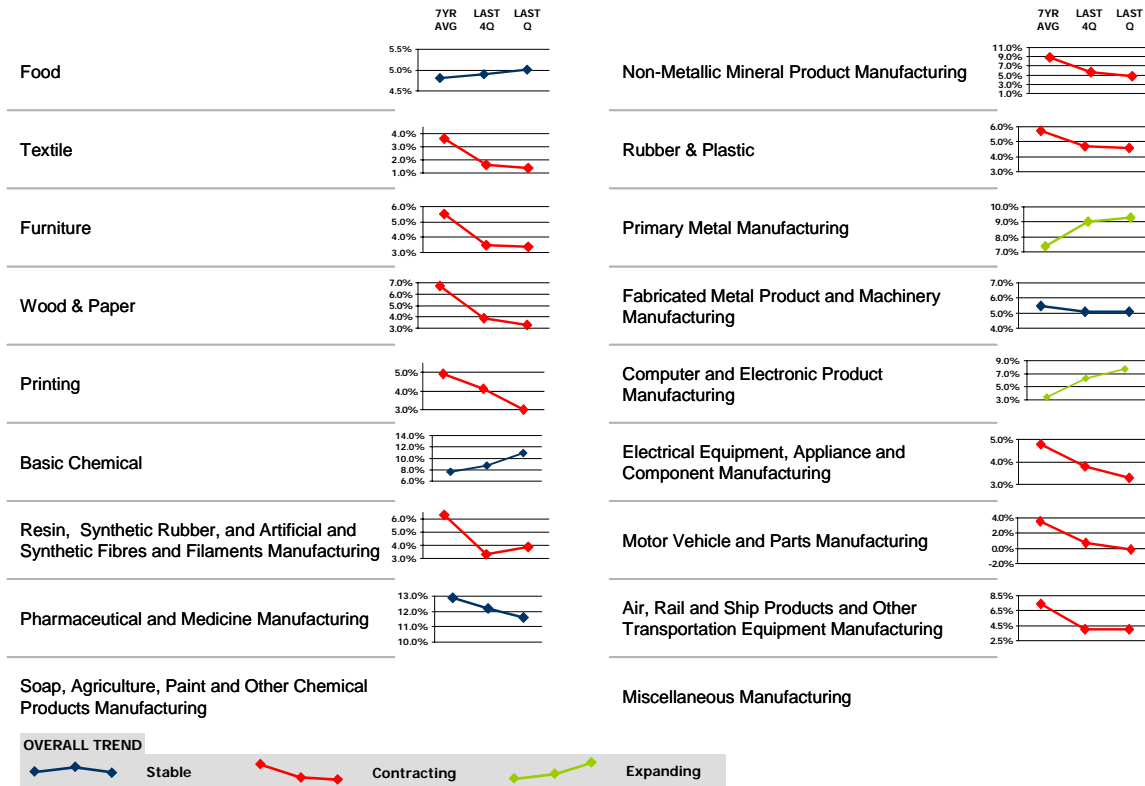 7YR LAST LAST
AVG 4Q Q
Food
5.5%
5.0%
4.5%
Textile
4.0%
3.0%
2.0%
1.0%
Furniture
6.0%
5.0%
4.0%
3.0%
Wood & Paper
7.0%
6.0%
5.0%
4.0%
3.0%
Printing
5.0%
4.0%
3.0%
Basic Chemical
14.0%
12.0%
10.0%
8.0%
6.0%
Resin, Synthetic Rubber, and Artificial and
Synthetic Fibres and Filaments Manufacturing
6.0%
5.0%
4.0%
3.0%
Pharmaceutical and Medicine Manufacturing
13.0%
12.0%
11.0%
10.0%
Soap, Agriculture, Paint and Other Chemical
Products Manufacturing
7YR LAST LAST
AVG 4Q Q
Non-Metallic Mineral Product Manufacturing
11.0%
9.0%
7.0%
5.0%
3.0%
1.0%
Rubber & Plastic
6.0%
5.0%
4.0%
3.0%
Primary Metal Manufacturing
10.0%
9.0%
8.0%
7.0%
Fabricated Metal Product and Machinery
Manufacturing
7.0%
6.0%
5.0%
4.0%
Computer and Electronic Product
Manufacturing
9.0%
7.0%
5.0%
3.0%
Electrical Equipment, Appliance and
Component Manufacturing
5.0%
4.0%
3.0%
Motor Vehicle and Parts Manufacturing
4.0%
2.0%
0.0%
-2.0%
Air, Rail and Ship Products and Other
Transportation Equipment Manufacturing
8.5%
6.5%
4.5%
2.5%
Miscellaneous Manufacturing
OVERALL TREND
Stable Contracting Expanding